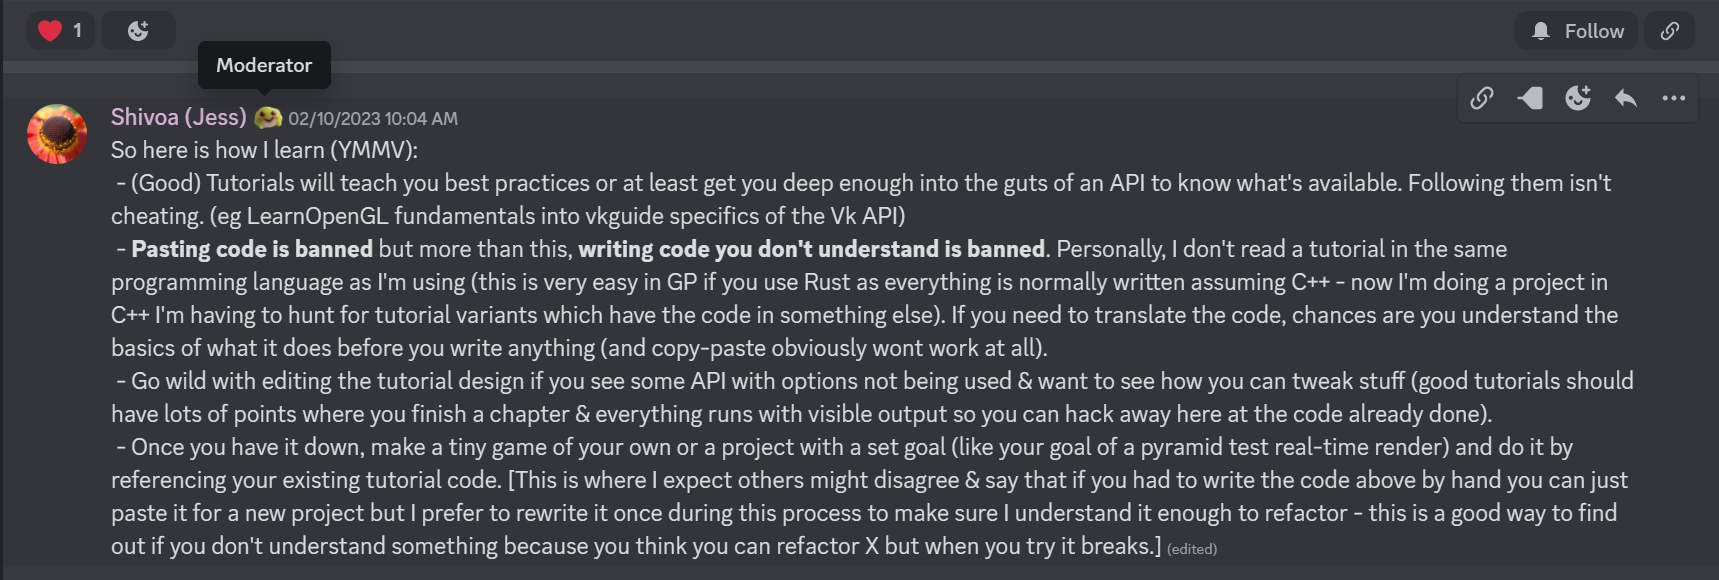 1
Follow
Moderator
Shivoa (Jess) 02/10/2023 10:04 AM
So here is how I learn (YMMV):
- (Good) Tutorials will teach you best practices or at least get you deep enough into the guts of an API to know what's available. Following them isn't
cheating. (eg LearnOpenGL fundamentals into vkguide specifics of the Vk API)
- Pasting code is banned but more than this, writing code you don't understand is banned. Personally, I don't read a tutorial in the same
programming language as I'm using (this is very easy in GP if you use Rust as everything is normally written assuming C++ - now I'm doing a project in
C++ I'm having to hunt for tutorial variants which have the code in something else). If you need to translate the code, chances are you understand the
basics of what it does before you write anything (and copy-paste obviously wont work at all).
- Go wild with editing the tutorial design if you see some API with options not being used & want to see how you can tweak stuff (good tutorials should
have lots of points where you finish a chapter & everything runs with visible output so you can hack away here at the code already done).
- Once you have it down, make a tiny game of your own or a project with a set goal (like your goal of a pyramid test real-time render) and do it by
referencing your existing tutorial code. [This is where I expect others might disagree & say that if you had to write the code above by hand you can just
paste it for a new project but I prefer to rewrite it once during this process to make sure I understand it enough to refactor - this is a good way to find
out if you don't understand something because you think you can refactor X but when you try it breaks.] (edited)